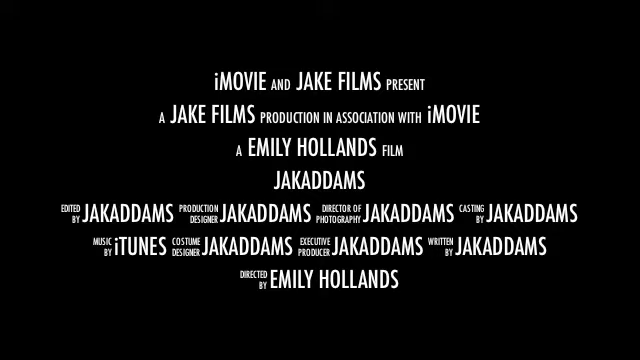 iMOVIE AND JAKE FILMS PRESENT
A JAKE FILMS PRODUCTION IN ASSOCIATION WITH iMOVIE
A EMILY HOLLANDS FILM
JAKADDAMS
EDITED BY JAKADDAMS PRODUCTION DESIGNER JAKADDAMS DIRECTOR OF PHOTOGRAPHY JAKADDAMS CASTING BY JAKADDAMS
MUSIC BY iTUNES COSTUME DESIGNER JAKADDAMS EXECUTIVE PRODUCER JAKADDAMS WRITTEN BY JAKADDAMS
DIRECTED BY EMILY HOLLANDS